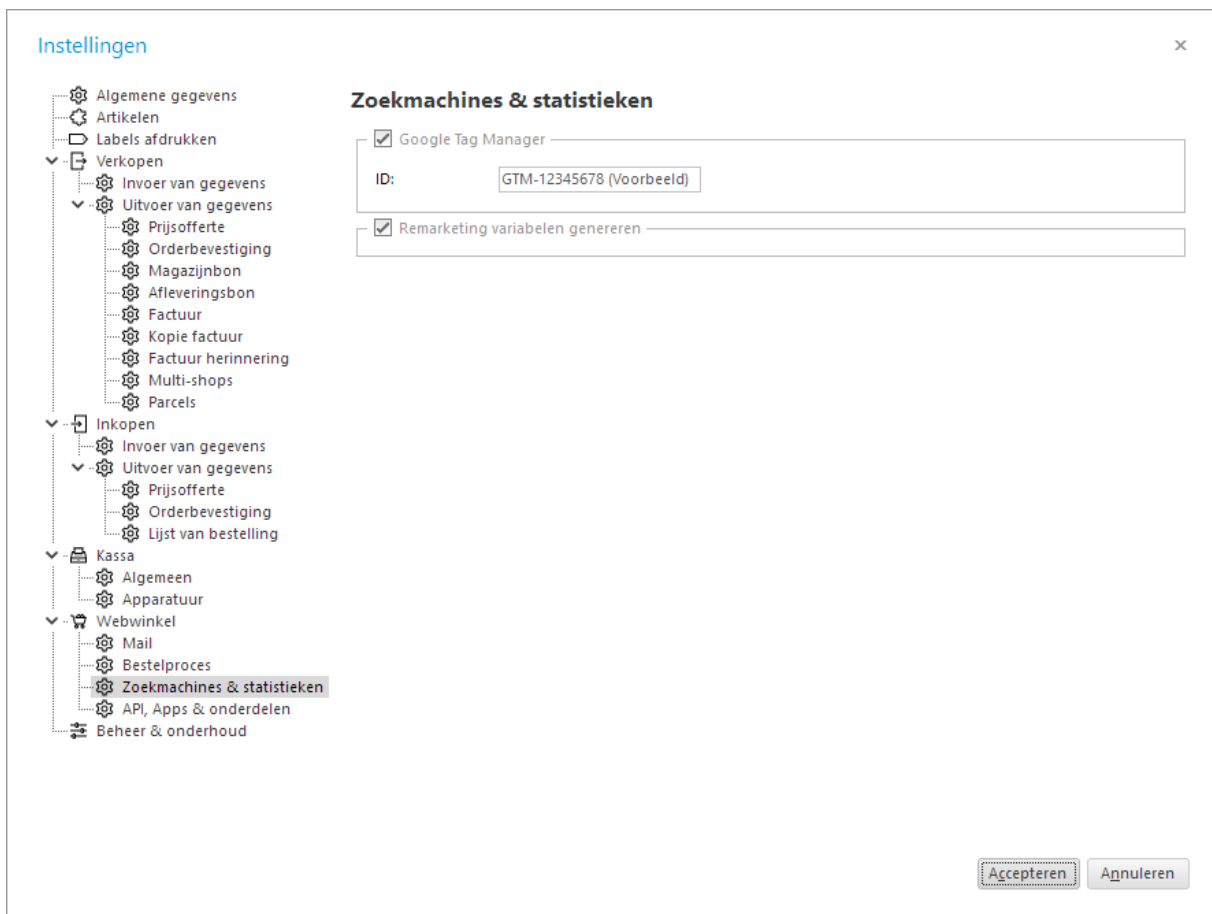 Instellingen
Algemene gegevens
Artikelen
Labels afdrukken
Verkopen
Invoer van gegevens
Uitvoer van gegevens
Prijsofferte
Orderbevestiging
Magazijnbon
Afleveringsbon
Factuur
Kopie factuur
Factuur herinnering
Multi-shops
Parcels
Inkopen
Invoer van gegevens
Uitvoer van gegevens
Prijsofferte
Orderbevestiging
Lijst van bestelling
Kassa
Algemeen
Apparatuur
Webwinkel
Mail
Bestelproces
Zoekmachines & statistieken
API, Apps & onderdelen
Beheer & onderhoud
Zoekmachines & statistieken
Google Tag Manager
ID: GTM-12345678 (Voorbeeld)
Remarketing variabelen genereren
Accepteren Annuleren